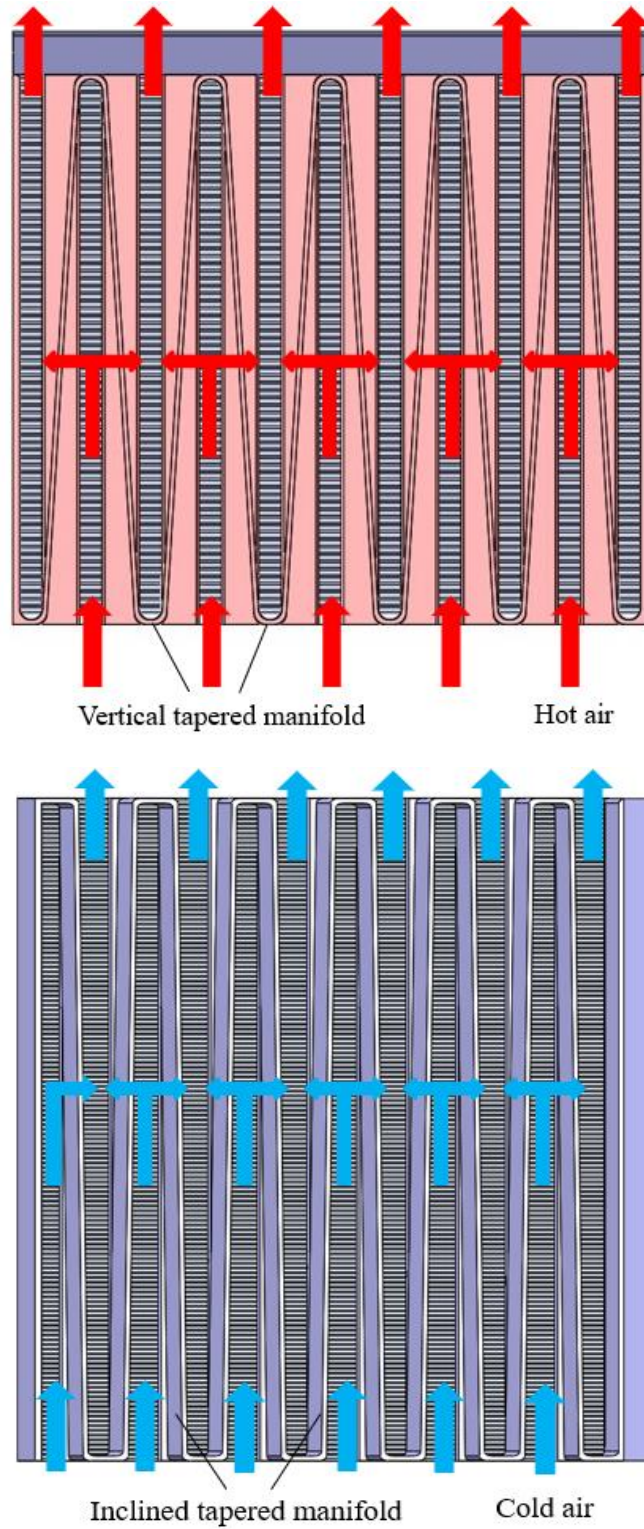 Vertical tapered manifold
Hot air
Inclined tapered manifold
Cold air